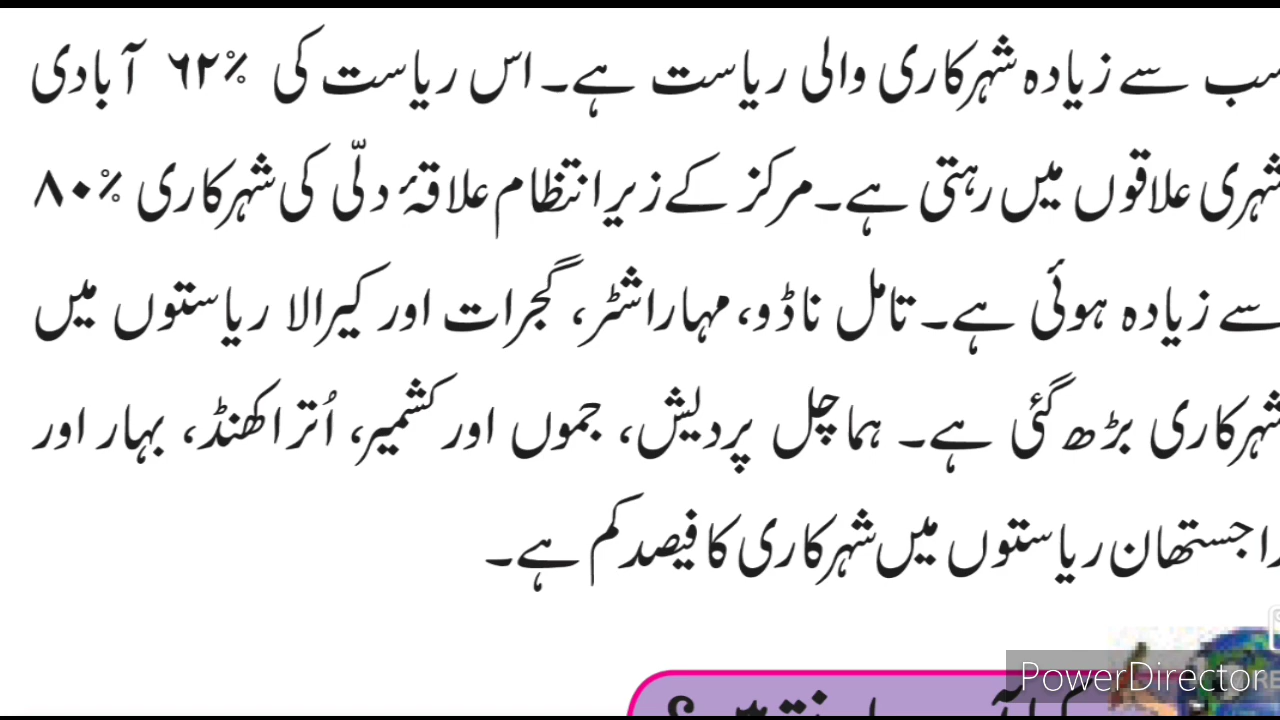 سب سے زیادہ شہرکاری والی ریاست ہے۔ اس ریاست کی ۶۲% آبادی
شہری علاقوں میں رہتی ہے۔ مرکز کے زیر انتظام علاقۂ دلّی کی شہرکاری ۸۰%
سے زیادہ ہوئی ہے۔ تامل ناڈو، مہاراشٹر، گجرات اور کیرالا ریاستوں میں
شہرکاری بڑھ گئی ہے۔ ہماچل پردیش، جموں اور کشمیر، اُتراکھنڈ، بہار اور
راجستھان ریاستوں میں شہرکاری کا فیصد کم ہے۔
PowerDirector